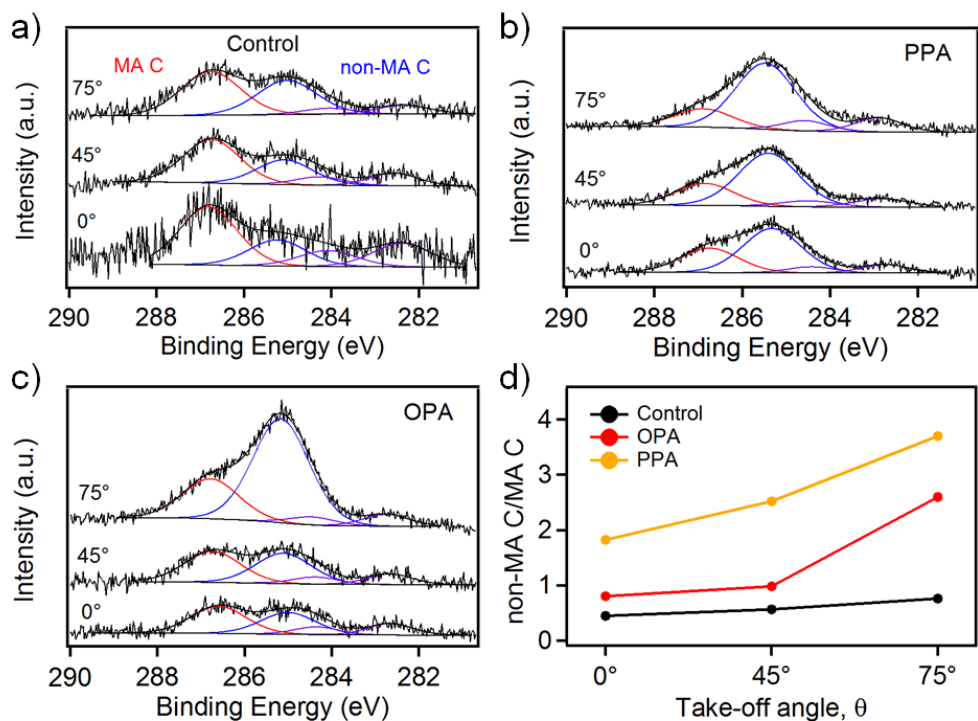 a)
Control
MA C
non-MA C
75°
45°
0°
Intensity (a.u.)
290 288 286 284 282
Binding Energy (eV)
b)
PPA
75°
45°
0°
Intensity (a.u.)
290 288 286 284 282
Binding Energy (eV)
c)
OPA
75°
45°
0°
Intensity (a.u.)
290 288 286 284 282
Binding Energy (eV)
d)
Control
OPA
PPA
4
3
2
1
0
non-MA C/MA C
0° 45° 75°
Take-off angle, θ